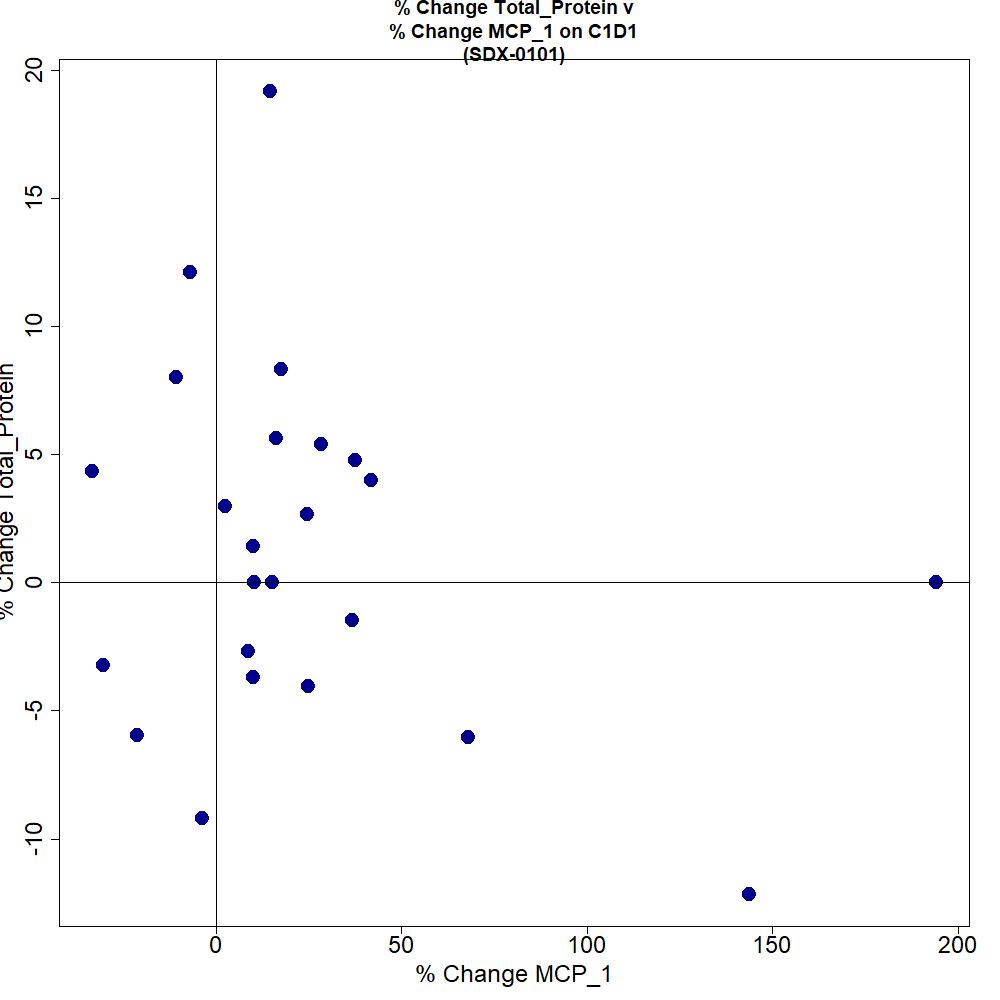 % Change Total_Protein v
% Change MCP_1 on C1D1
(SDX-0101)
% Change Total_Protein
20
15
10
5
0
-5
-10
0
50
100
150
200
% Change MCP_1